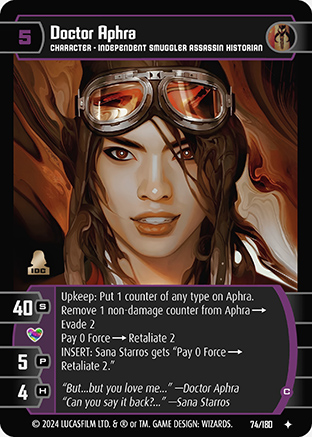 5
Doctor Aphra
CHARACTER - INDEPENDENT SMUGGLER ASSASSIN HISTORIAN
IDC
40 S
5 P
4 H
Upkeep: Put 1 counter of any type on Aphra.
Remove 1 non-damage counter from Aphra →
Evade 2
Pay 0 Force → Retaliate 2
INSERT: Sana Starros gets "Pay 0 Force →
Retaliate 2."
C
"But...but you love me..." —Doctor Aphra
"Can you say it back?..." —Sana Starros
© 2024 LUCASFILM LTD. & ® or TM. GAME DESIGN: WIZARDS.
74/180